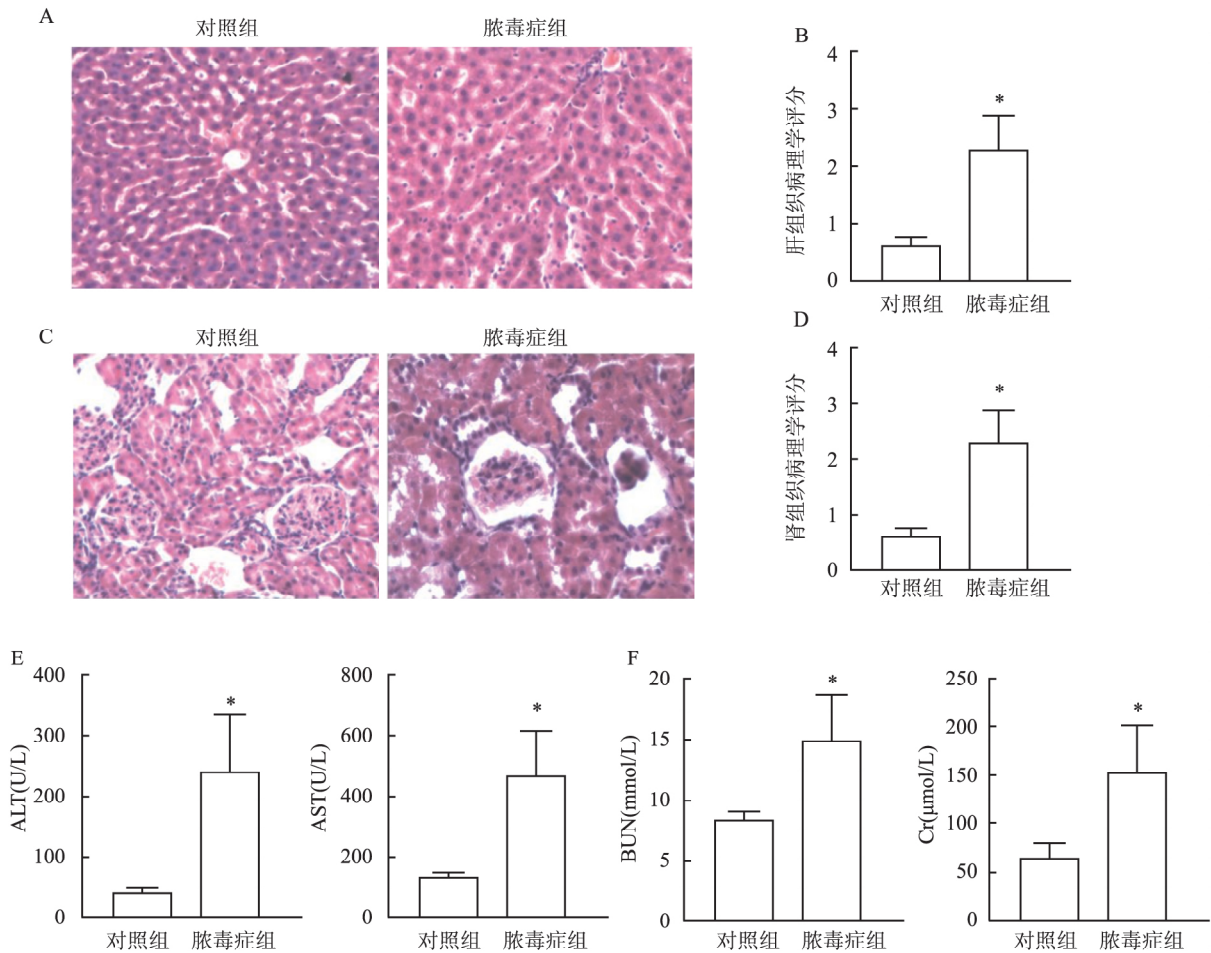 A
对照组
脓毒症组
B
4
3
2
1
0
肝组织病理学评分
*
对照组
脓毒症组
C
对照组
脓毒症组
D
4
3
2
1
0
肾组织病理学评分
*
对照组
脓毒症组
E
400
300
200
100
0
ALT(U/L)
*
对照组
脓毒症组
800
600
400
200
0
AST(U/L)
*
对照组
脓毒症组
F
20
15
10
5
0
BUN(mmol/L)
*
对照组
脓毒症组
250
200
150
100
50
0
Cr(μmol/L)
*
对照组
脓毒症组